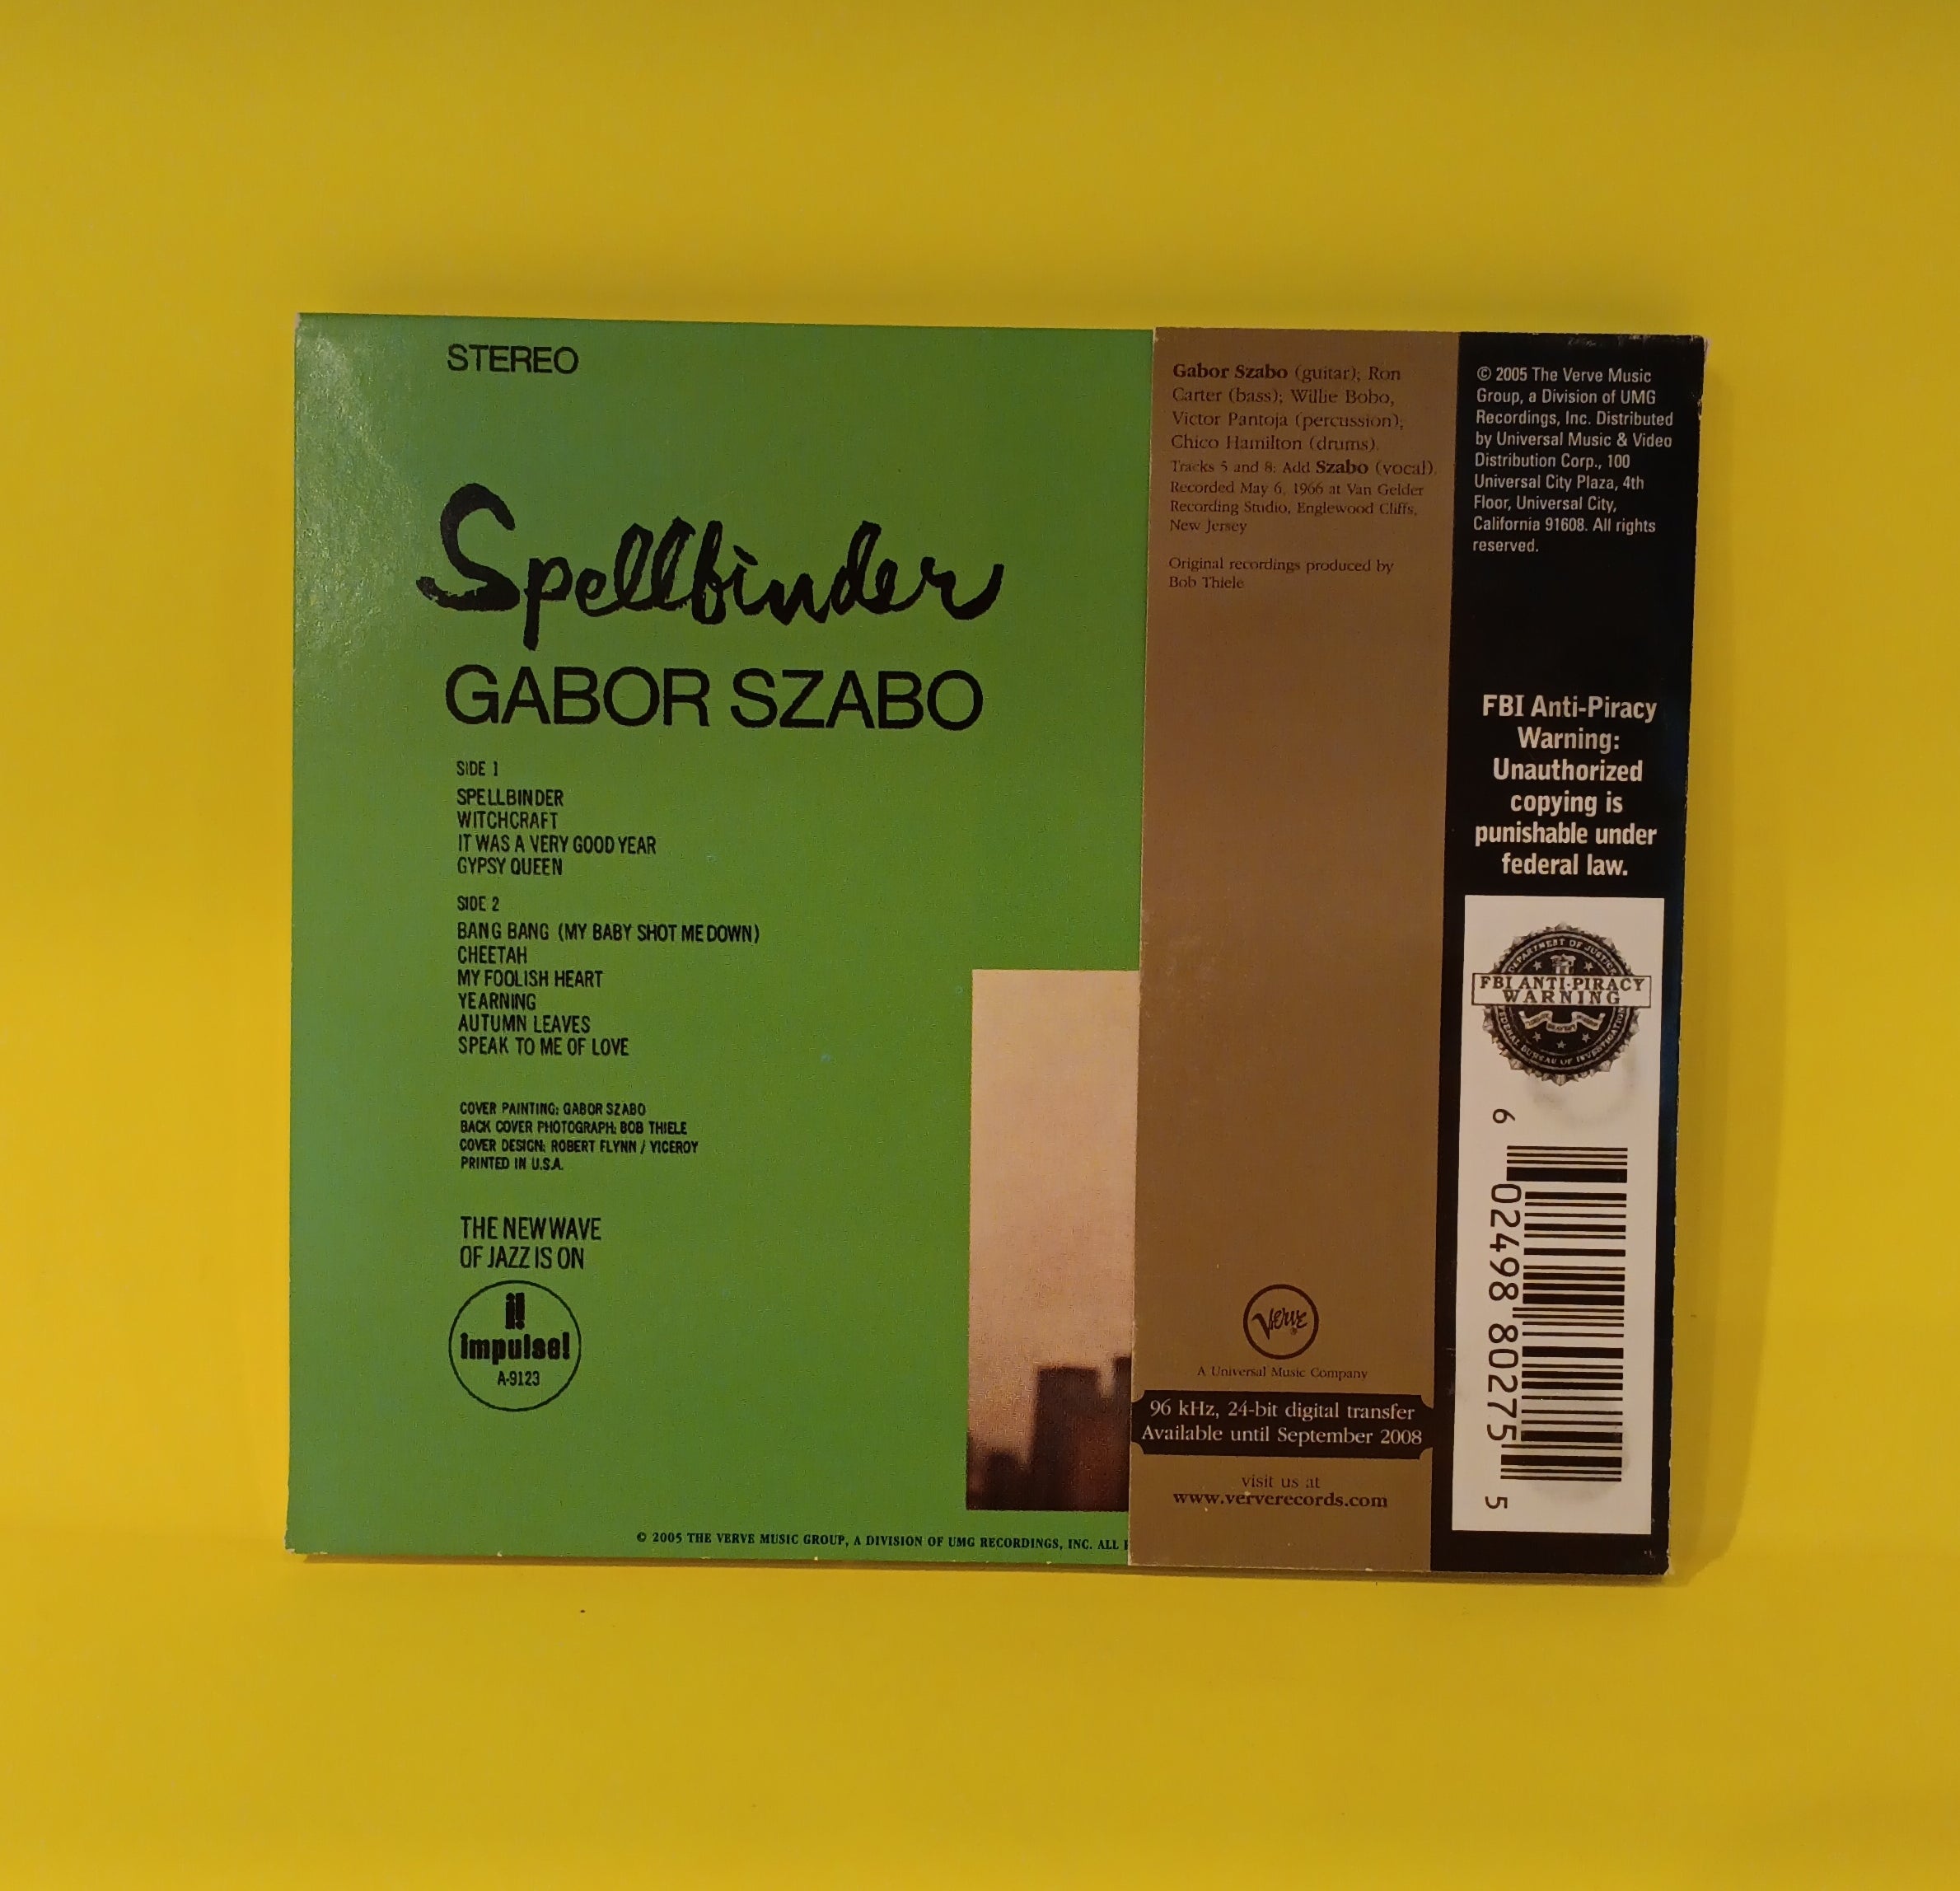 STEREO
Spellbinder
GABOR SZABO
SIDE 1
SPELLBINDER
WITCHCRAFT
IT WAS A VERY GOOD YEAR
GYPSY QUEEN
SIDE 2
BANG BANG (MY BABY SHOT ME DOWN)
CHEETAH
MY FOOLISH HEART
YEARNING
AUTUMN LEAVES
SPEAK TO ME OF LOVE
COVER PAINTING: GABOR SZABO
BACK COVER PHOTOGRAPH: BOB THIELE
COVER DESIGN: ROBERT FLYNN / VICEROY
PRINTED IN U.S.A.
THE NEW WAVE
OF JAZZ IS ON
i!
impulse!
A-9123
© 2005 THE VERVE MUSIC GROUP, A DIVISION OF UMG RECORDINGS, INC. ALL
Gabor Szabo (guitar); Ron
Carter (bass); Willie Bobo,
Victor Pantoja (percussion);
Chico Hamilton (drums).
Tracks 5 and 8: Add Szabo (vocal).
Recorded May 6, 1966 at Van Gelder
Recording Studio, Englewood Cliffs,
New Jersey
Original recordings produced by
Bob Thiele
Verve
A Universal Music Company
96 kHz, 24-bit digital transfer
Available until September 2008
visit us at
www.ververecords.com
© 2005 The Verve Music
Group, a Division of UMG
Recordings, Inc. Distributed
by Universal Music & Video
Distribution Corp., 100
Universal City Plaza, 4th
Floor, Universal City,
California 91608. All rights
reserved.
FBI Anti-Piracy
Warning:
Unauthorized
copying is
punishable under
federal law.
DEPARTMENT OF JUSTICE
FBI ANTI-PIRACY
WARNING
FEDERAL BUREAU OF INVESTIGATION
6 02498 80275 5